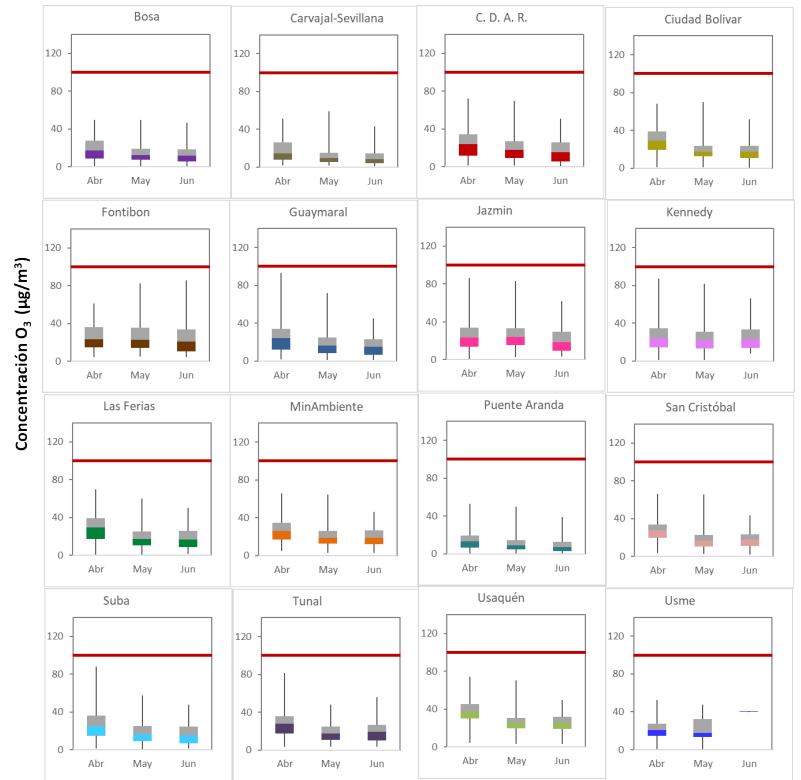 Concentración O3 (µg/m³)
Bosa
120
80
40
0
Abr May Jun
Carvajal-Sevillana
120
80
40
0
Abr May Jun
C. D. A. R.
120
80
40
0
Abr May Jun
Ciudad Bolivar
120
80
40
0
Abr May Jun
Fontibon
120
80
40
0
Abr May Jun
Guaymaral
120
80
40
0
Abr May Jun
Jazmin
120
80
40
0
Abr May Jun
Kennedy
120
80
40
0
Abr May Jun
Las Ferias
120
80
40
0
Abr May Jun
MinAmbiente
120
80
40
0
Abr May Jun
Puente Aranda
120
80
40
0
Abr May Jun
San Cristóbal
120
80
40
0
Abr May Jun
Suba
120
80
40
0
Abr May Jun
Tunal
120
80
40
0
Abr May Jun
Usaquén
120
80
40
0
Abr May Jun
Usme
120
80
40
0
Abr May Jun